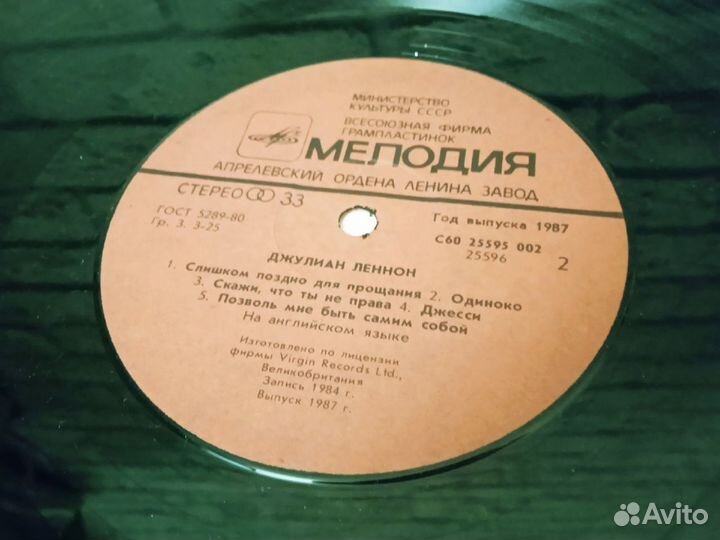 МИНИСТЕРСТВО
КУЛЬТУРЫ СССР
ВСЕСОЮЗНАЯ ФИРМА
ГРАМПЛАСТИНОК
МЕЛОДИЯ
АПРЕЛЕВСКИЙ ОРДЕНА ЛЕНИНА ЗАВОД
СТЕРЕО 33
ГОСТ 5289-80
Гр. 3. 3-25
Год выпуска 1987
С60 25595 002
25596
2
ДЖУЛИАН ЛЕННОН
1. Слишком поздно для прощания 2. Одиноко
3. Скажи, что ты не права 4. Джесси
5. Позволь мне быть самим собой
На английском языке
Изготовлено по лицензии
фирмы Virgin Records Ltd.,
Великобритания
Запись 1984 г.
Выпуск 1987 г.
Avito